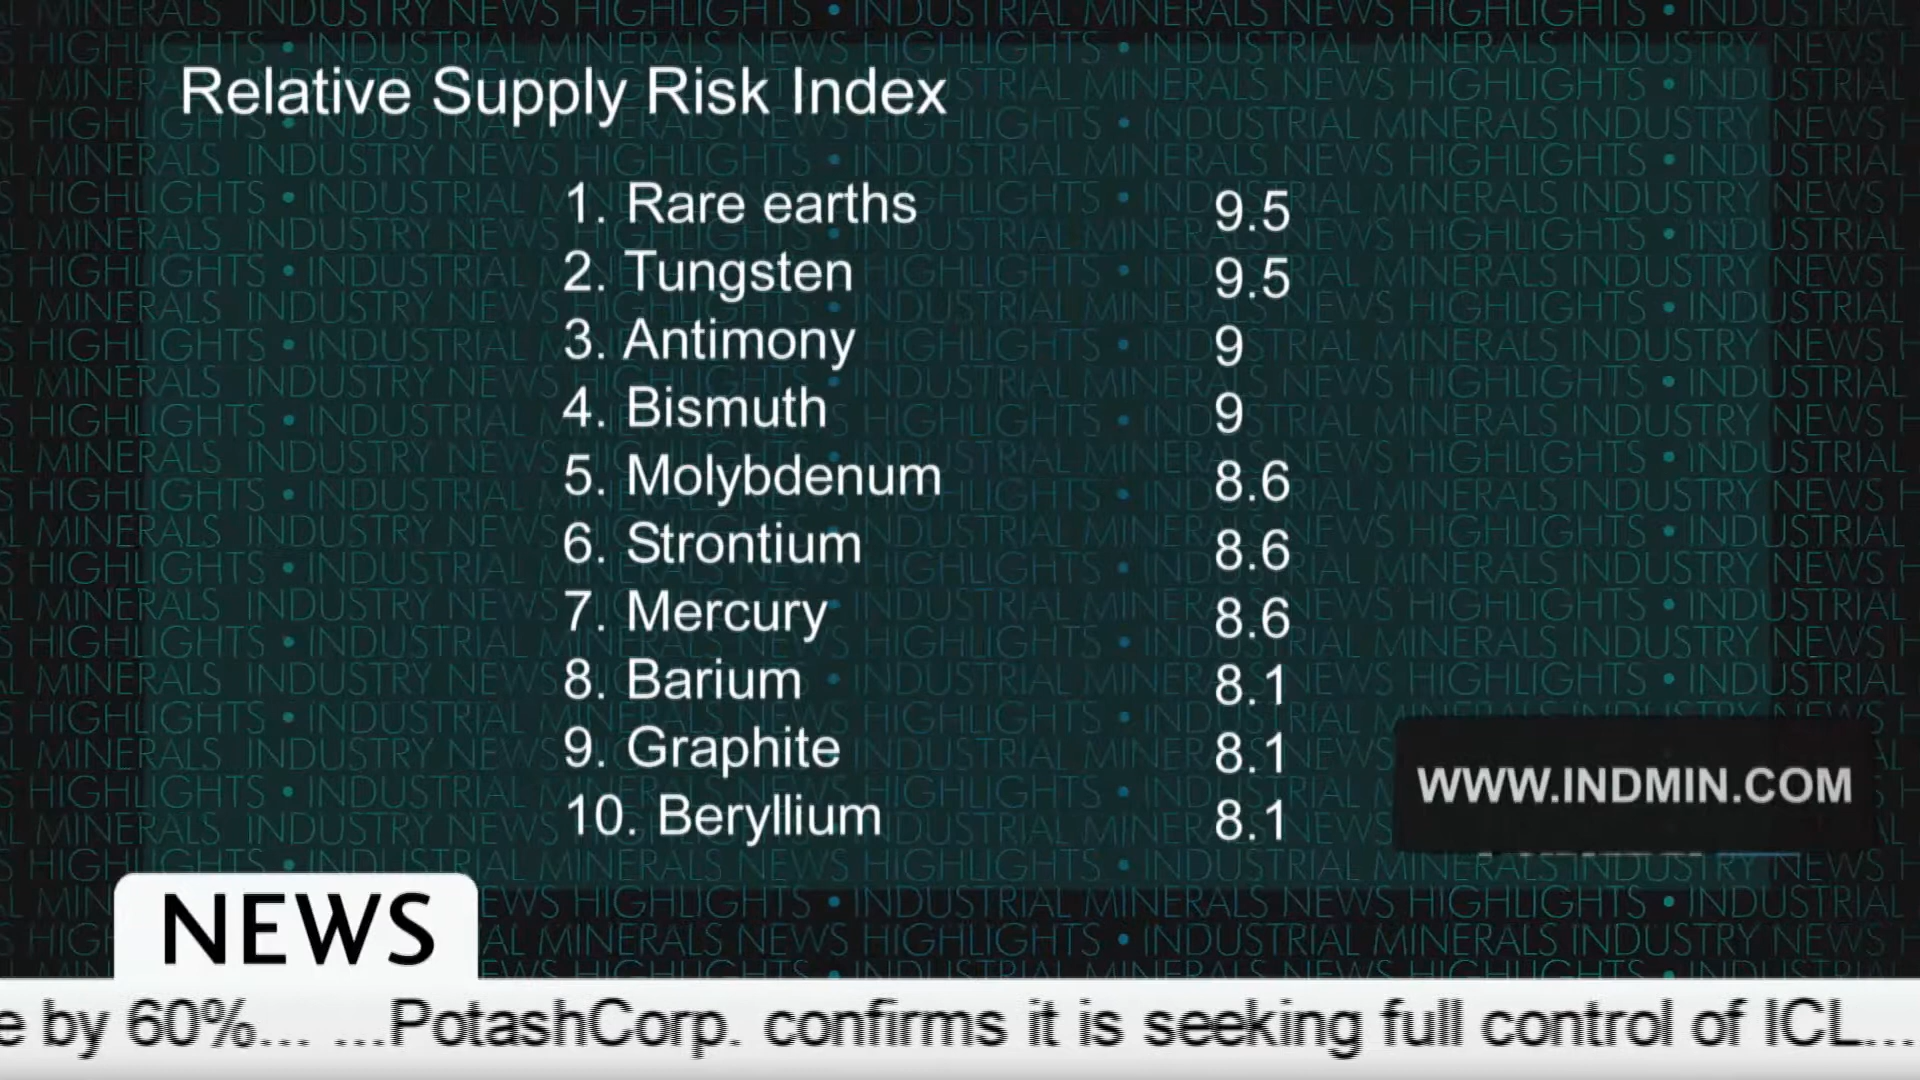 Relative Supply Risk Index
1. Rare earths 9.5
2. Tungsten 9.5
3. Antimony 9
4. Bismuth 9
5. Molybdenum 8.6
6. Strontium 8.6
7. Mercury 8.6
8. Barium 8.1
9. Graphite 8.1
10. Beryllium 8.1
WWW.INDMIN.COM
NEWS
e by 60%... ...PotashCorp. confirms it is seeking full control of ICL...